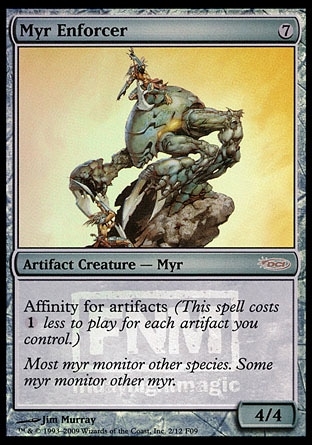 Myr Enforcer 7
DCI
Artifact Creature — Myr
Affinity for artifacts (This spell costs
1 less to play for each artifact you
control.)
Most myr monitor other species. Some
myr monitor other myr.
FNM
magic
Jim Murray
™ & © 1993-2009 Wizards of the Coast, Inc. 2/12 F09
4/4